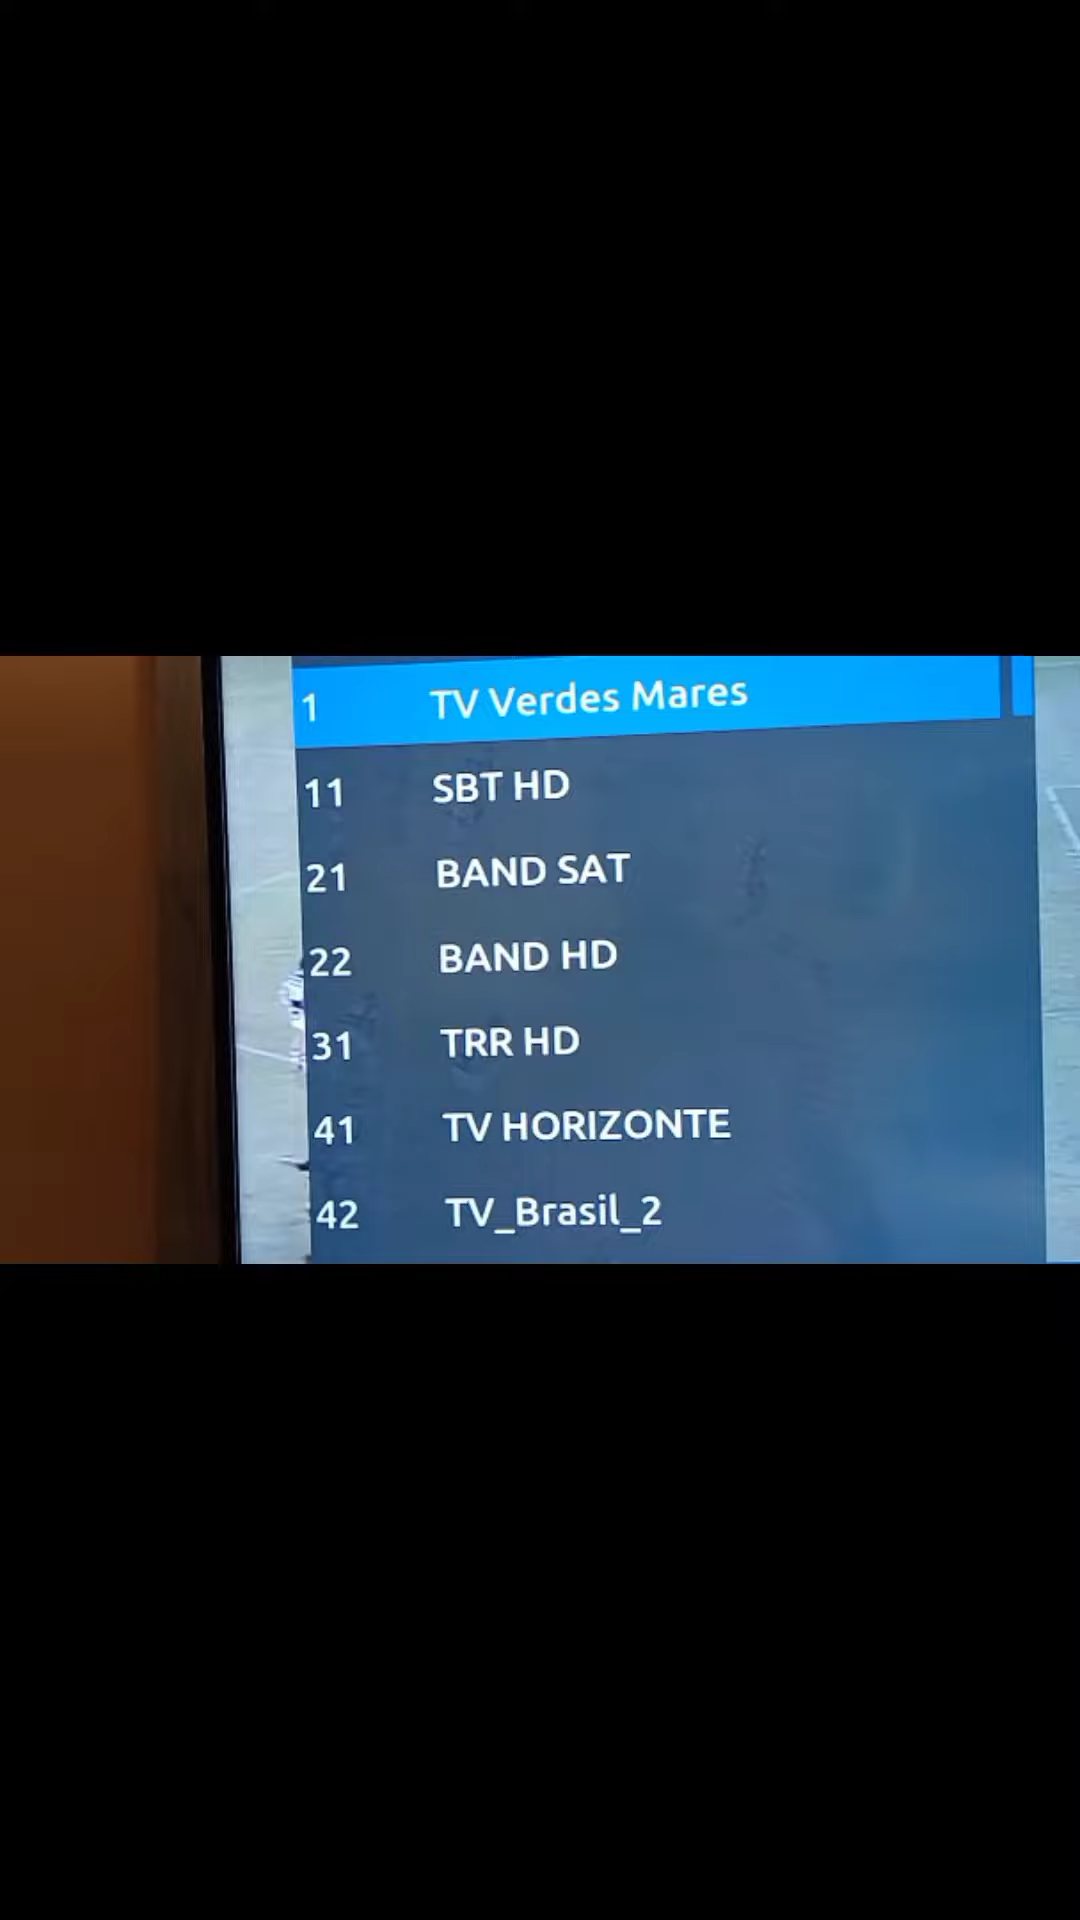 1 TV Verdes Mares
11 SBT HD
21 BAND SAT
22 BAND HD
31 TRR HD
41 TV HORIZONTE
42 TV_Brasil_2